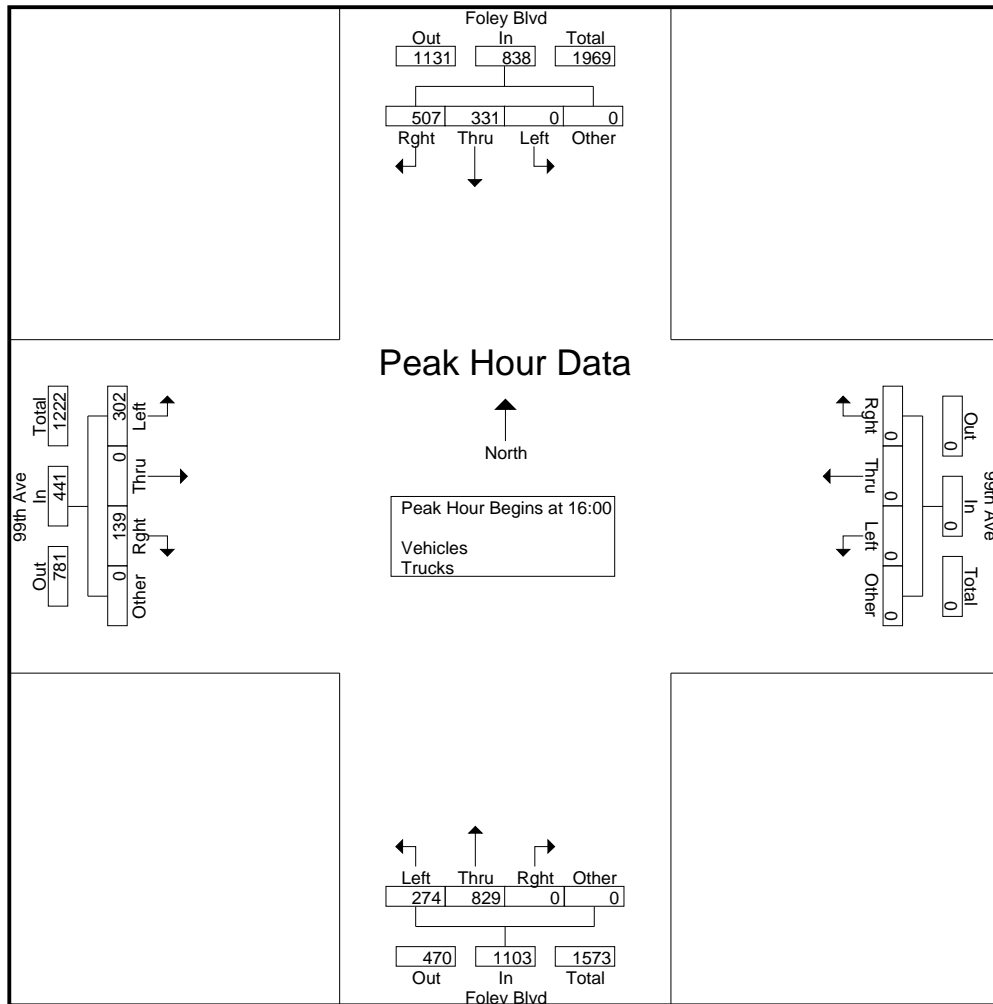 Foley Blvd
Out In Total
1131 838 1969
507 331 0 0
Rght Thru Left Other
Peak Hour Data
North
Peak Hour Begins at 16:00
Vehicles
Trucks
99th Ave
Total In Out
1222 441 781
302 0 139 0
Left Thru Rght Other
Rght Thru Left Other
0 0 0 0
Out In Total
0 0 0
99th Ave
Left Thru Rght Other
274 829 0 0
470 1103 1573
Out In Total
Foley Blvd